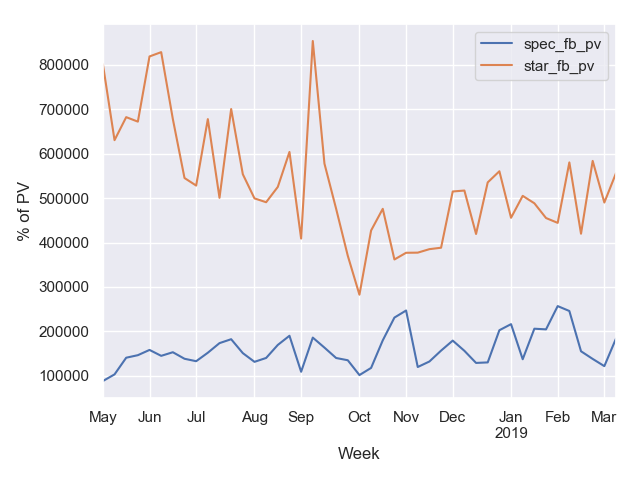 spec_fb_pv
star_fb_pv
% of PV
800000
700000
600000
500000
400000
300000
200000
100000
May Jun Jul Aug Sep Oct Nov Dec Jan Feb Mar
2019
Week